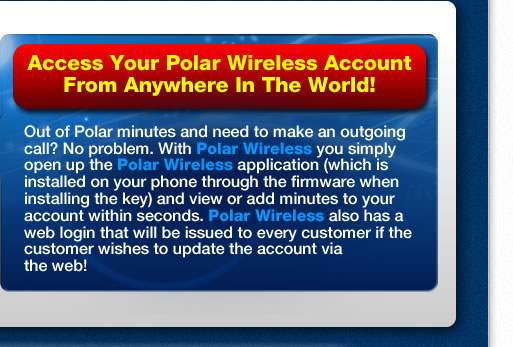 Access Your Polar Wireless Account
From Anywhere In The World!
Out of Polar minutes and need to make an outgoing
call? No problem. With Polar Wireless you simply
open up the Polar Wireless application (which is
installed on your phone through the firmware when
installing the key) and view or add minutes to your
account within seconds. Polar Wireless also has a
web login that will be issued to every customer if the
customer wishes to update the account via
the web!